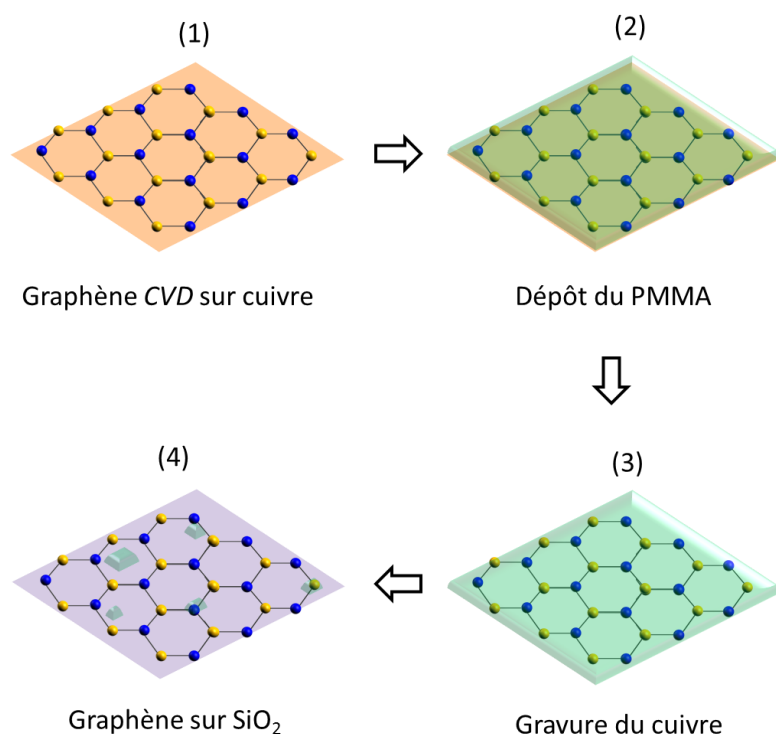 (1)
Graphène CVD sur cuivre
(2)
Dépôt du PMMA
(3)
Gravure du cuivre
(4)
Graphène sur SiO₂